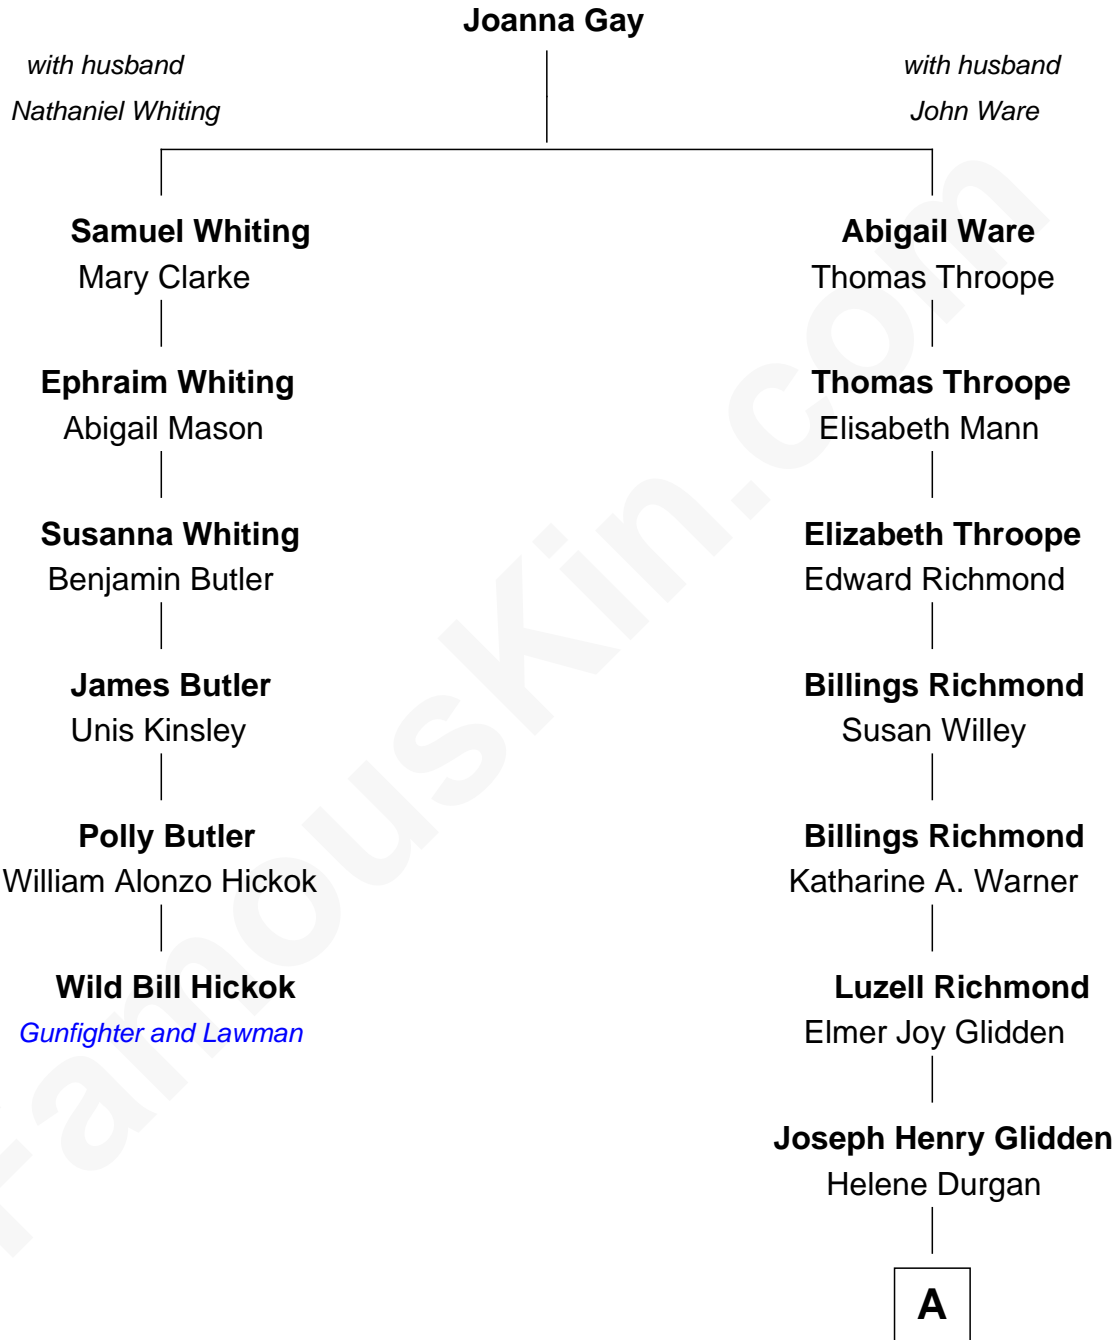 Joanna Gay
with husband
Nathaniel Whiting
with husband
John Ware
Samuel Whiting
Mary Clarke
Abigail Ware
Thomas Throope
Ephraim Whiting
Abigail Mason
Thomas Throope
Elisabeth Mann
Susanna Whiting
Benjamin Butler
Elizabeth Throope
Edward Richmond
James Butler
Unis Kinsley
Billings Richmond
Susan Willey
Polly Butler
William Alonzo Hickok
Billings Richmond
Katharine A. Warner
Wild Bill Hickok
Gunfighter and Lawman
Luzell Richmond
Elmer Joy Glidden
Joseph Henry Glidden
Helene Durgan
A
FamousKin.com